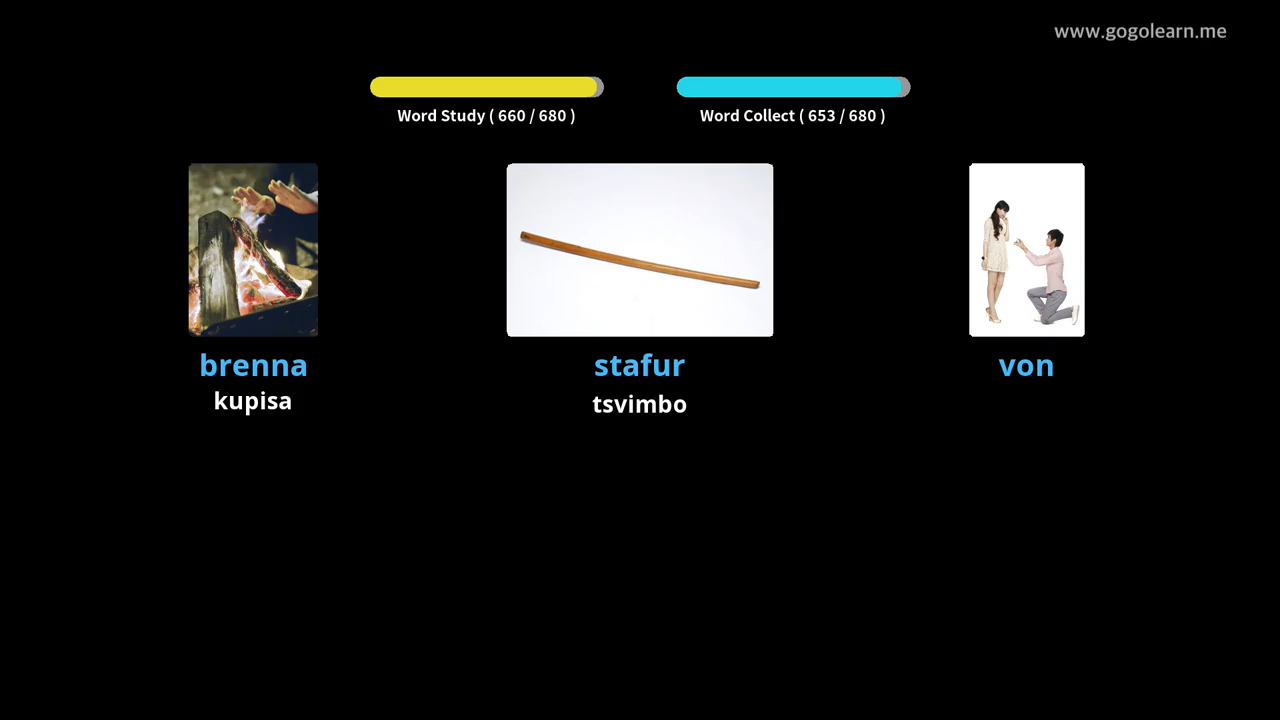 www.gogolearn.me
Word Study ( 660 / 680 )
Word Collect ( 653 / 680 )
brenna
kupisa
stafur
tsvimbo
von